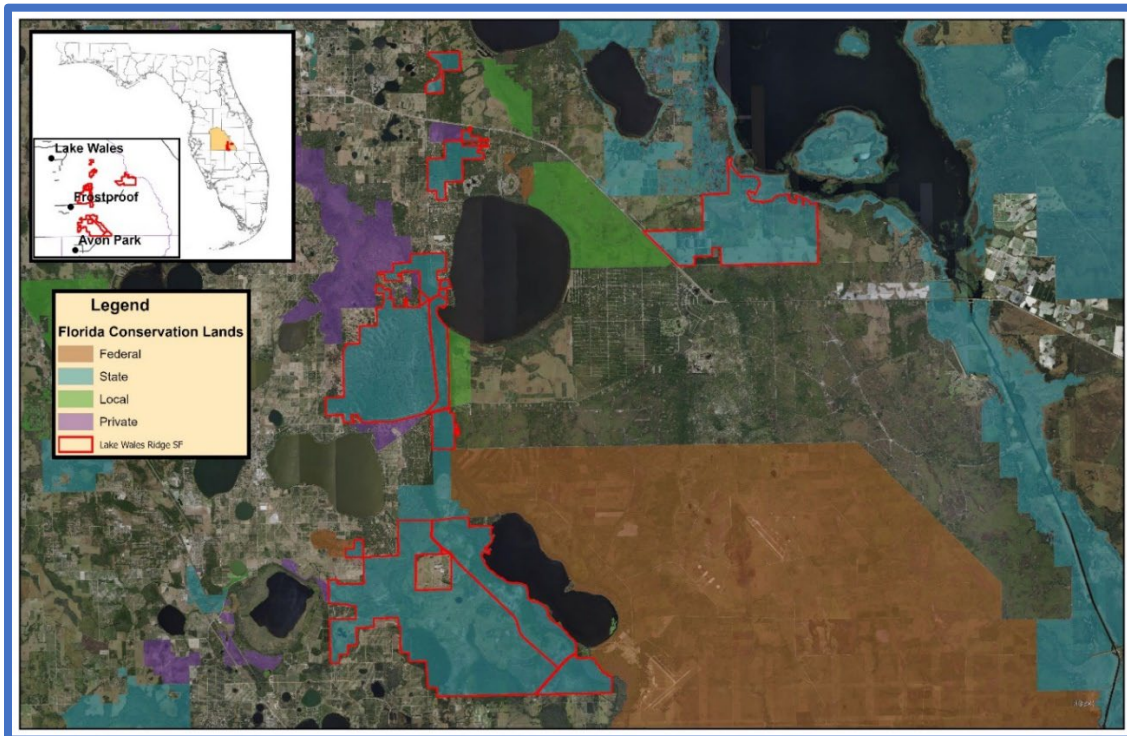 Lake Wales
Frostproof
Avon Park
Legend
Florida Conservation Lands
Federal
State
Local
Private
Lake Wales Ridge SF